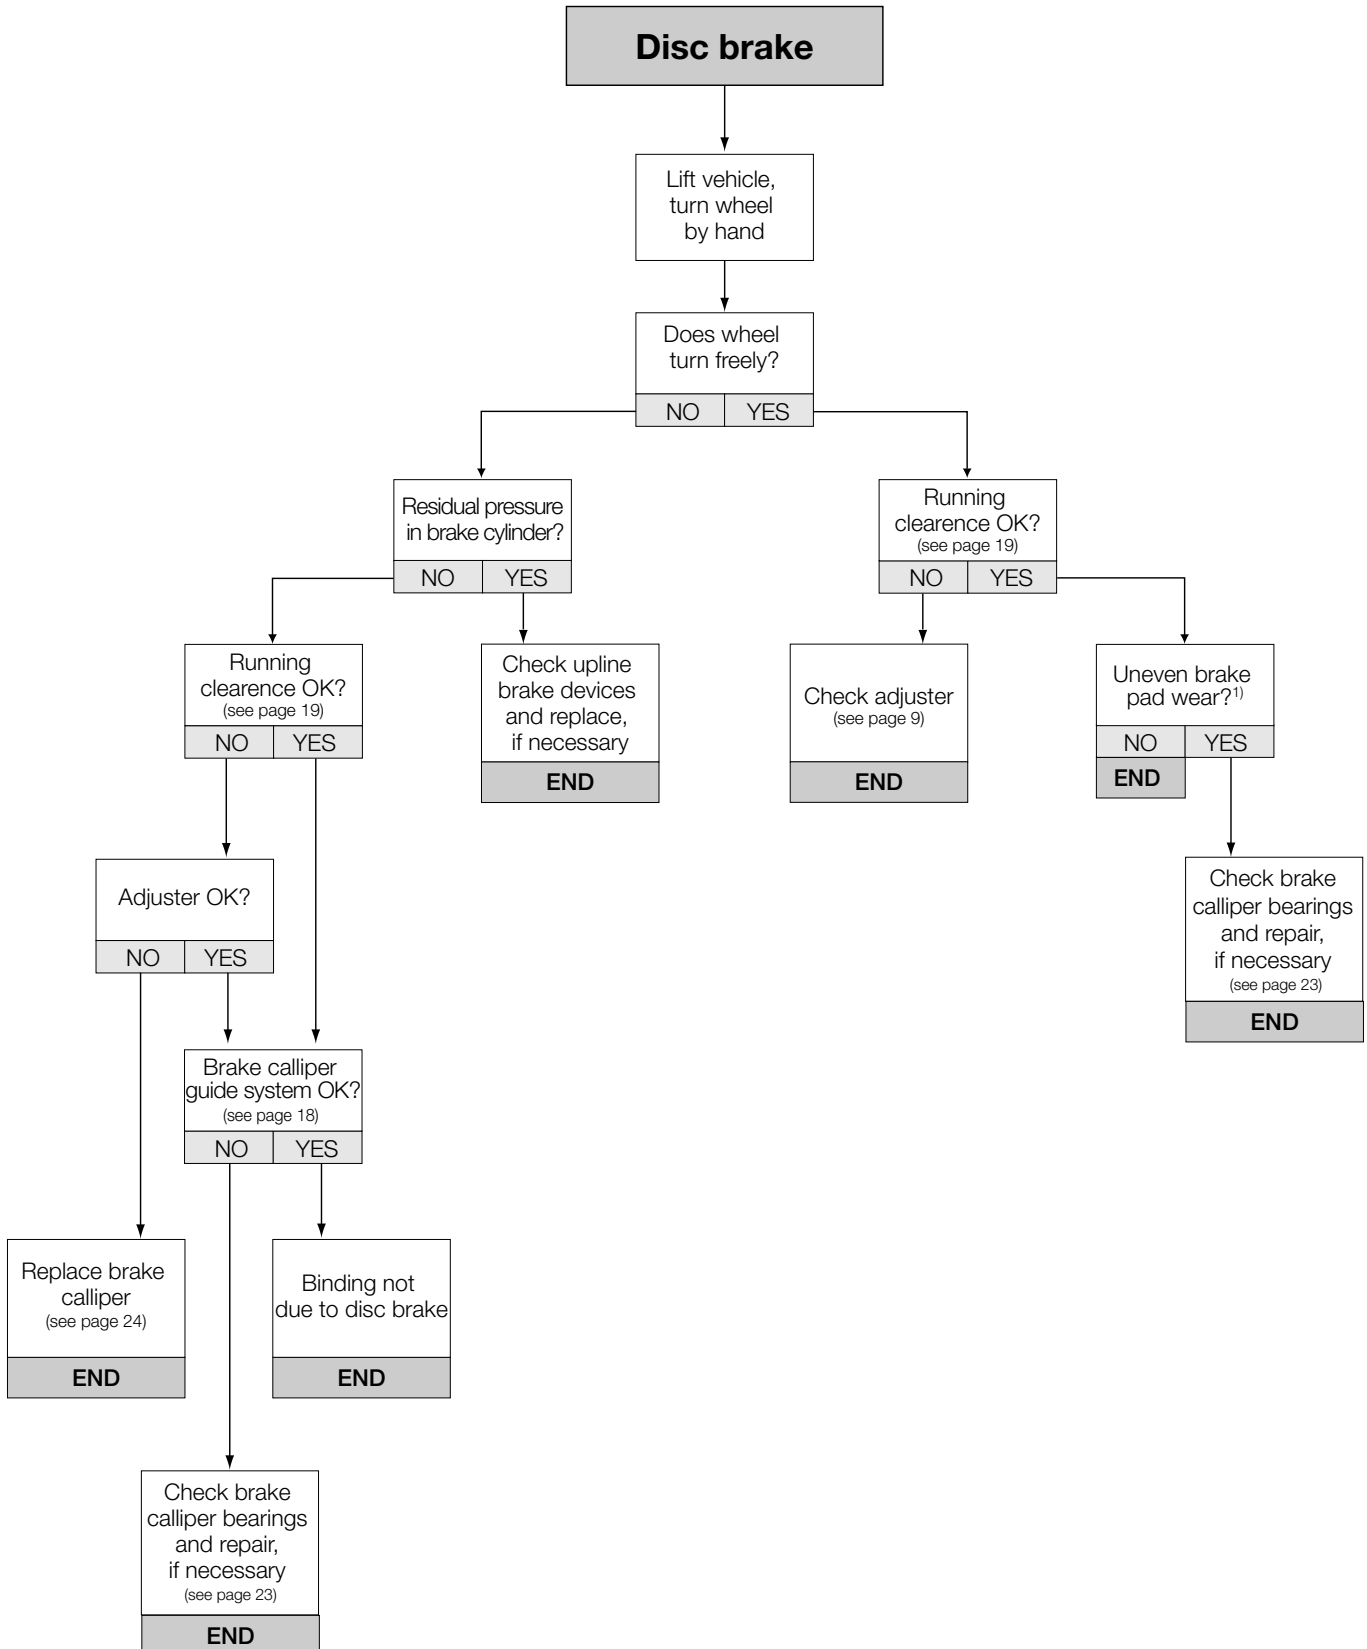 Disc brake
Lift vehicle,
turn wheel
by hand
Does wheel
turn freely?
NO YES
Residual pressure
in brake cylinder?
NO YES
Running
clearence OK?
(see page 19)
NO YES
Running
clearence OK?
(see page 19)
NO YES
Check upline
brake devices
and replace,
if necessary
END
Check adjuster
(see page 9)
END
Uneven brake
pad wear?1)
NO YES
END
Adjuster OK?
NO YES
Check brake
calliper bearings
and repair,
if necessary
(see page 23)
END
Brake calliper
guide system OK?
(see page 18)
NO YES
Replace brake
calliper
(see page 24)
END
Binding not
due to disc brake
END
Check brake
calliper bearings
and repair,
if necessary
(see page 23)
END